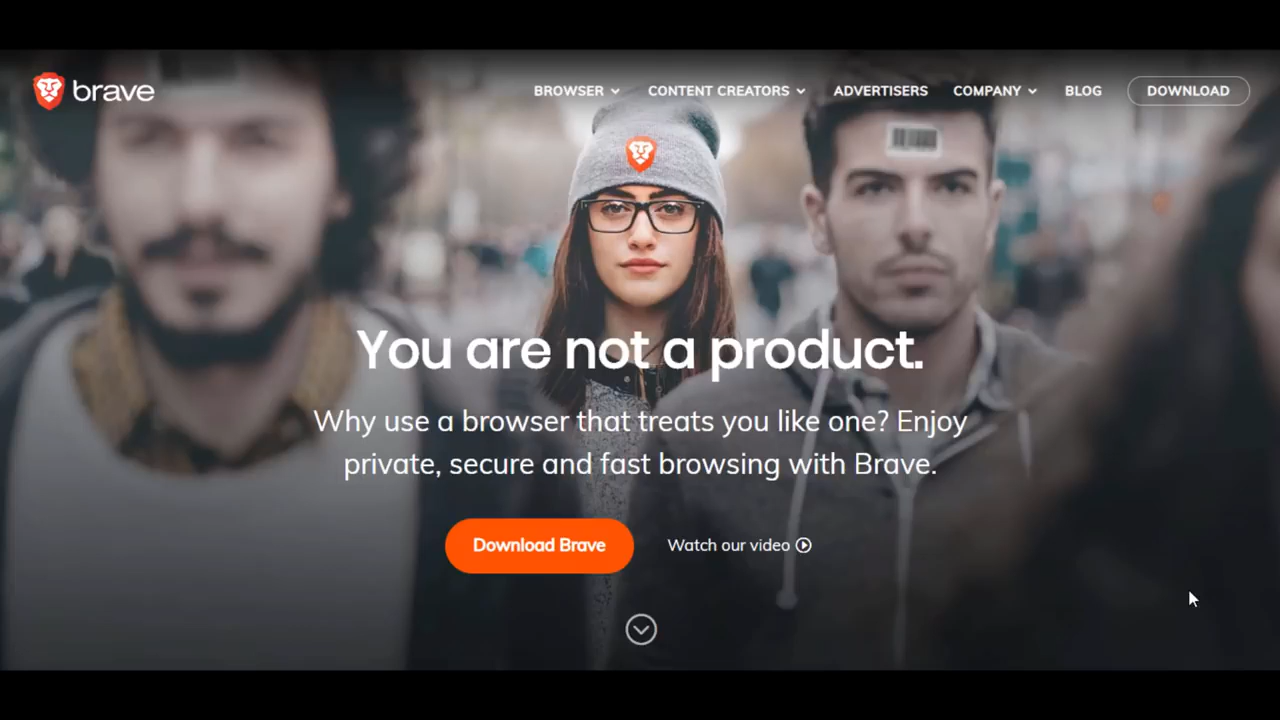 brave
BROWSER CONTENT CREATORS ADVERTISERS COMPANY BLOG DOWNLOAD
You are not a product.
Why use a browser that treats you like one? Enjoy
private, secure and fast browsing with Brave.
Download Brave Watch our video